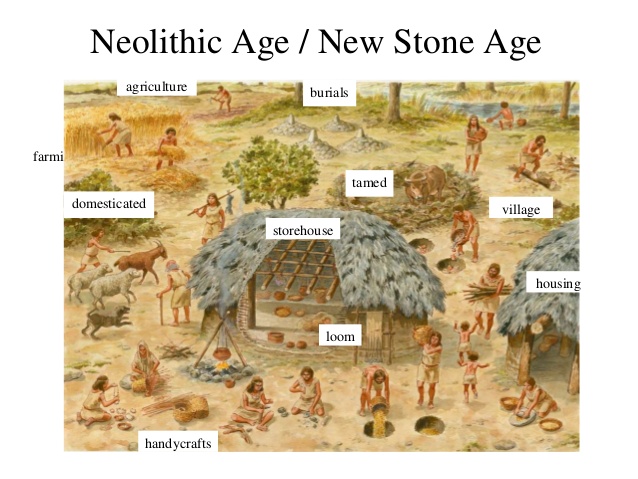 Neolithic Age / New Stone Age
agriculture
burials
farmi
tamed
domesticated
village
storehouse
housing
loom
handycrafts